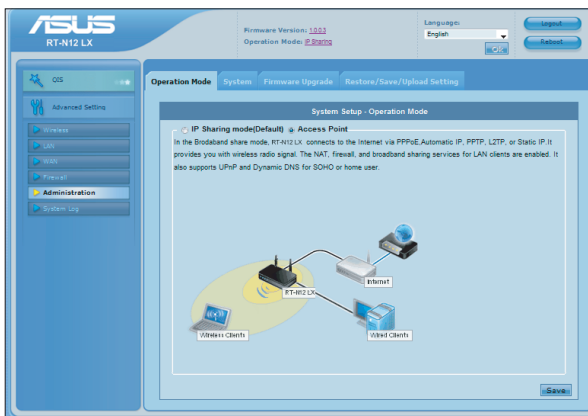 ASUS
RT-N12 LX
Firmware Version: 1.0.0.3
Operation Mode: IP Sharing
Language:
English
OK
Logout
Reboot
QIS
Advanced Setting
Wireless
LAN
WAN
Firewall
Administration
System Log
Operation Mode
System
Firmware Upgrade
Restore/Save/Upload Setting
System Setup - Operation Mode
IP Sharing mode(Default) Access Point
In the Brodaband share mode, RT-N12 LX connects to the Internet via PPPoE,Automatic IP, PPTP, L2TP, or Static IP.It
provides you with wireless radio signal. The NAT, firewall, and broadband sharing services for LAN clients are enabled. It
also supports UPnP and Dynamic DNS for SOHO or home user.
Internet
RT-N12 LX
Wireless Clients
Wired Clients
Save